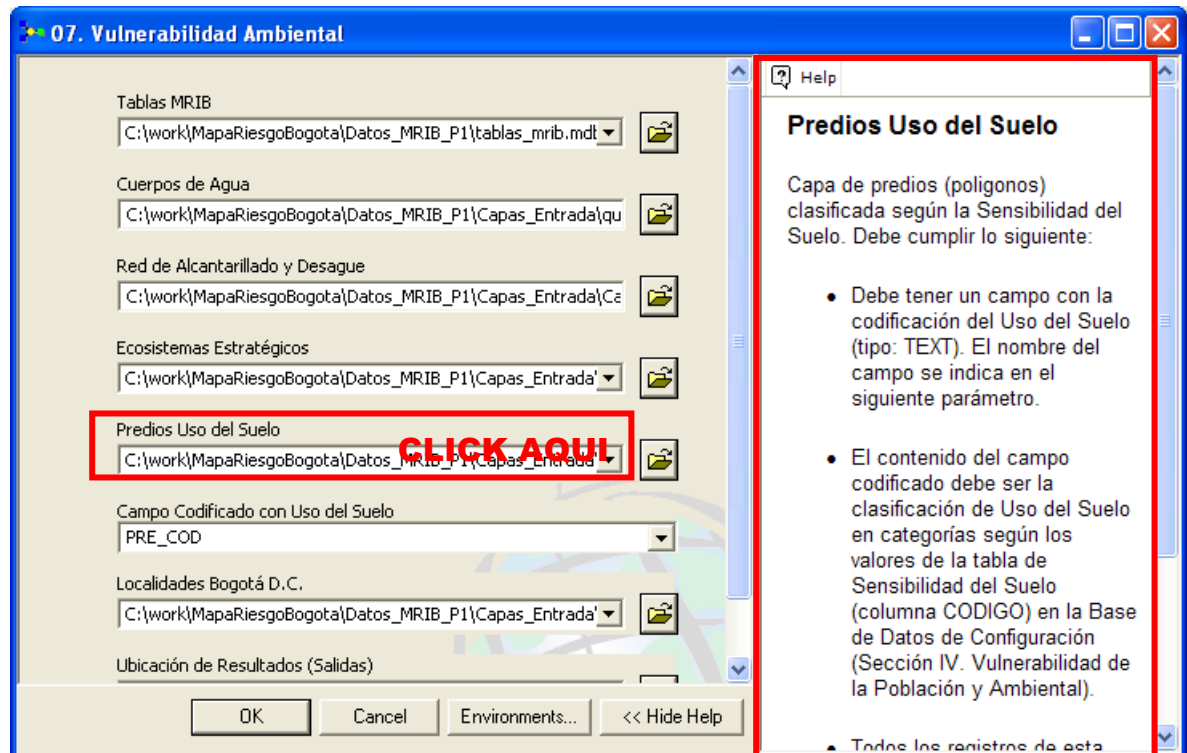 07. Vulnerabilidad Ambiental
Tablas MRIB
C:\work\MapaRiesgoBogota\Datos_MRIB_P1\tablas_mrib.mdb
Cuerpos de Agua
C:\work\MapaRiesgoBogota\Datos_MRIB_P1\Capas_Entrada\qu
Red de Alcantarillado y Desague
C:\work\MapaRiesgoBogota\Datos_MRIB_P1\Capas_Entrada\Ca
Ecosistemas Estratégicos
C:\work\MapaRiesgoBogota\Datos_MRIB_P1\Capas_Entrada\
Predios Uso del Suelo
CLICK AQUI
C:\work\MapaRiesgoBogota\Datos_MRIB_P1\Capas_Entrada\
Campo Codificado con Uso del Suelo
PRE_COD
Localidades Bogotá D.C.
C:\work\MapaRiesgoBogota\Datos_MRIB_P1\Capas_Entrada\
Ubicación de Resultados (Salidas)
OK
Cancel
Environments...
<< Hide Help
Help
Predios Uso del Suelo
Capa de predios (poligonos)
clasificada según la Sensibilidad del
Suelo. Debe cumplir lo siguiente:
• Debe tener un campo con la
codificación del Uso del Suelo
(tipo: TEXT). El nombre del
campo se indica en el
siguiente parámetro.
• El contenido del campo
codificado debe ser la
clasificación de Uso del Suelo
en categorías según los
valores de la tabla de
Sensibilidad del Suelo
(columna CODIGO) en la Base
de Datos de Configuración
(Sección IV. Vulnerabilidad de
la Población y Ambiental).
• Todos los registros de esta